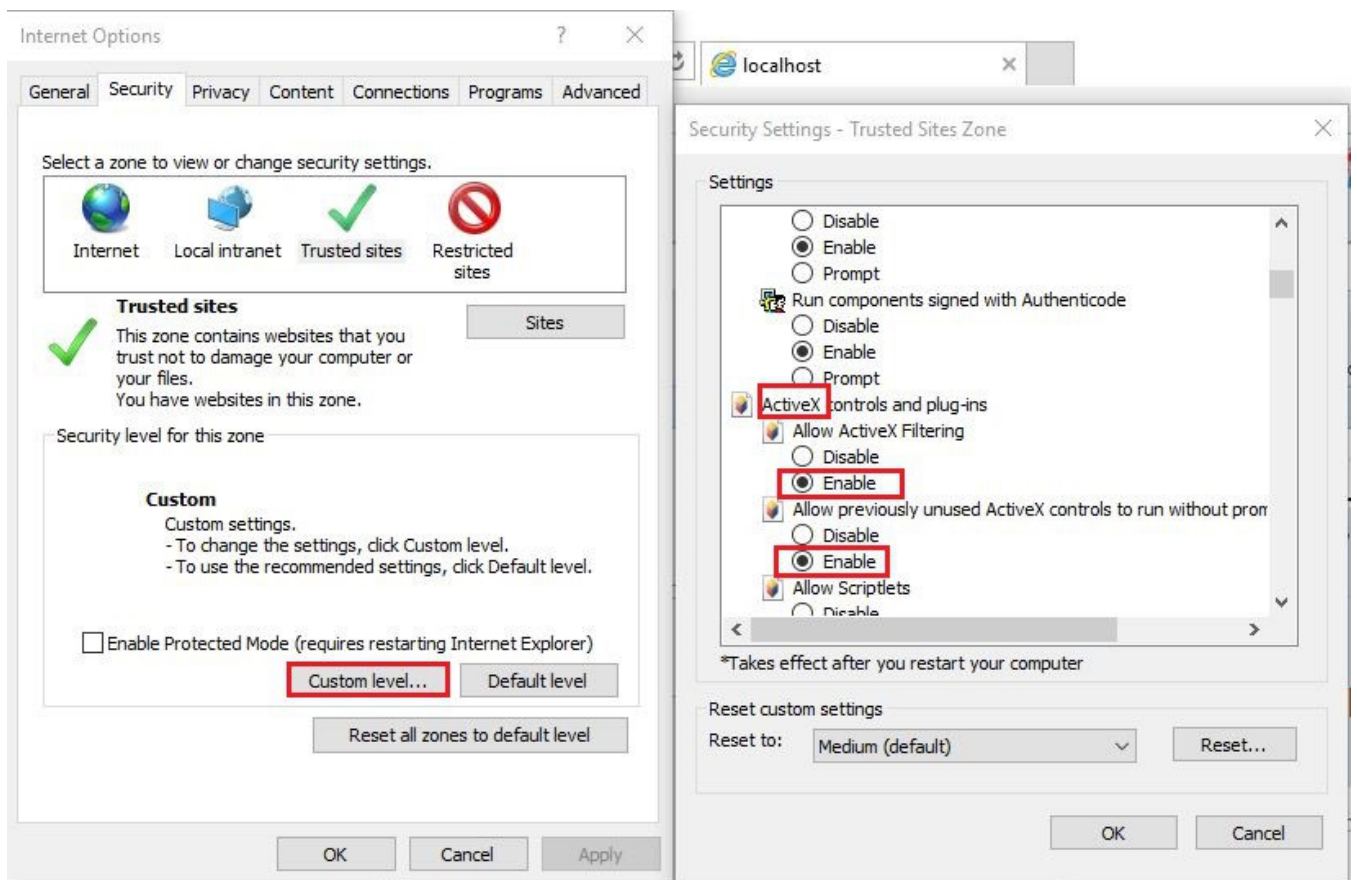 Internet Options
?
General Security Privacy Content Connections Programs Advanced
Select a zone to view or change security settings.
Internet
Local intranet
Trusted sites
Restricted
sites
Trusted sites
Sites
This zone contains websites that you
trust not to damage your computer or
your files.
You have websites in this zone.
Security level for this zone
Custom
Custom settings.
- To change the settings, click Custom level.
- To use the recommended settings, click Default level.
Enable Protected Mode (requires restarting Internet Explorer)
Custom level...
Default level
Reset all zones to default level
OK
Cancel
Apply
localhost
Security Settings - Trusted Sites Zone
Settings
Disable
Enable
Prompt
Run components signed with Authenticode
Disable
Enable
Prompt
ActiveX controls and plug-ins
Allow ActiveX Filtering
Disable
Enable
Allow previously unused ActiveX controls to run without prom
Disable
Enable
Allow Scriptlets
Disable
*Takes effect after you restart your computer
Reset custom settings
Reset to:
Medium (default)
Reset...
OK
Cancel